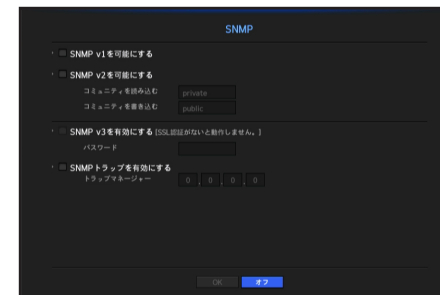 SNMP
SNMP v1を可能にする
SNMP v2を可能にする
コミュニティを読み込む private
コミュニティを書き込む public
SNMP v3を有効にする [SSL認証がないと動作しません。]
パスワード
SNMPトラップを有効にする
トラップマネージャー 0 . 0 . 0 . 0
OK オフ